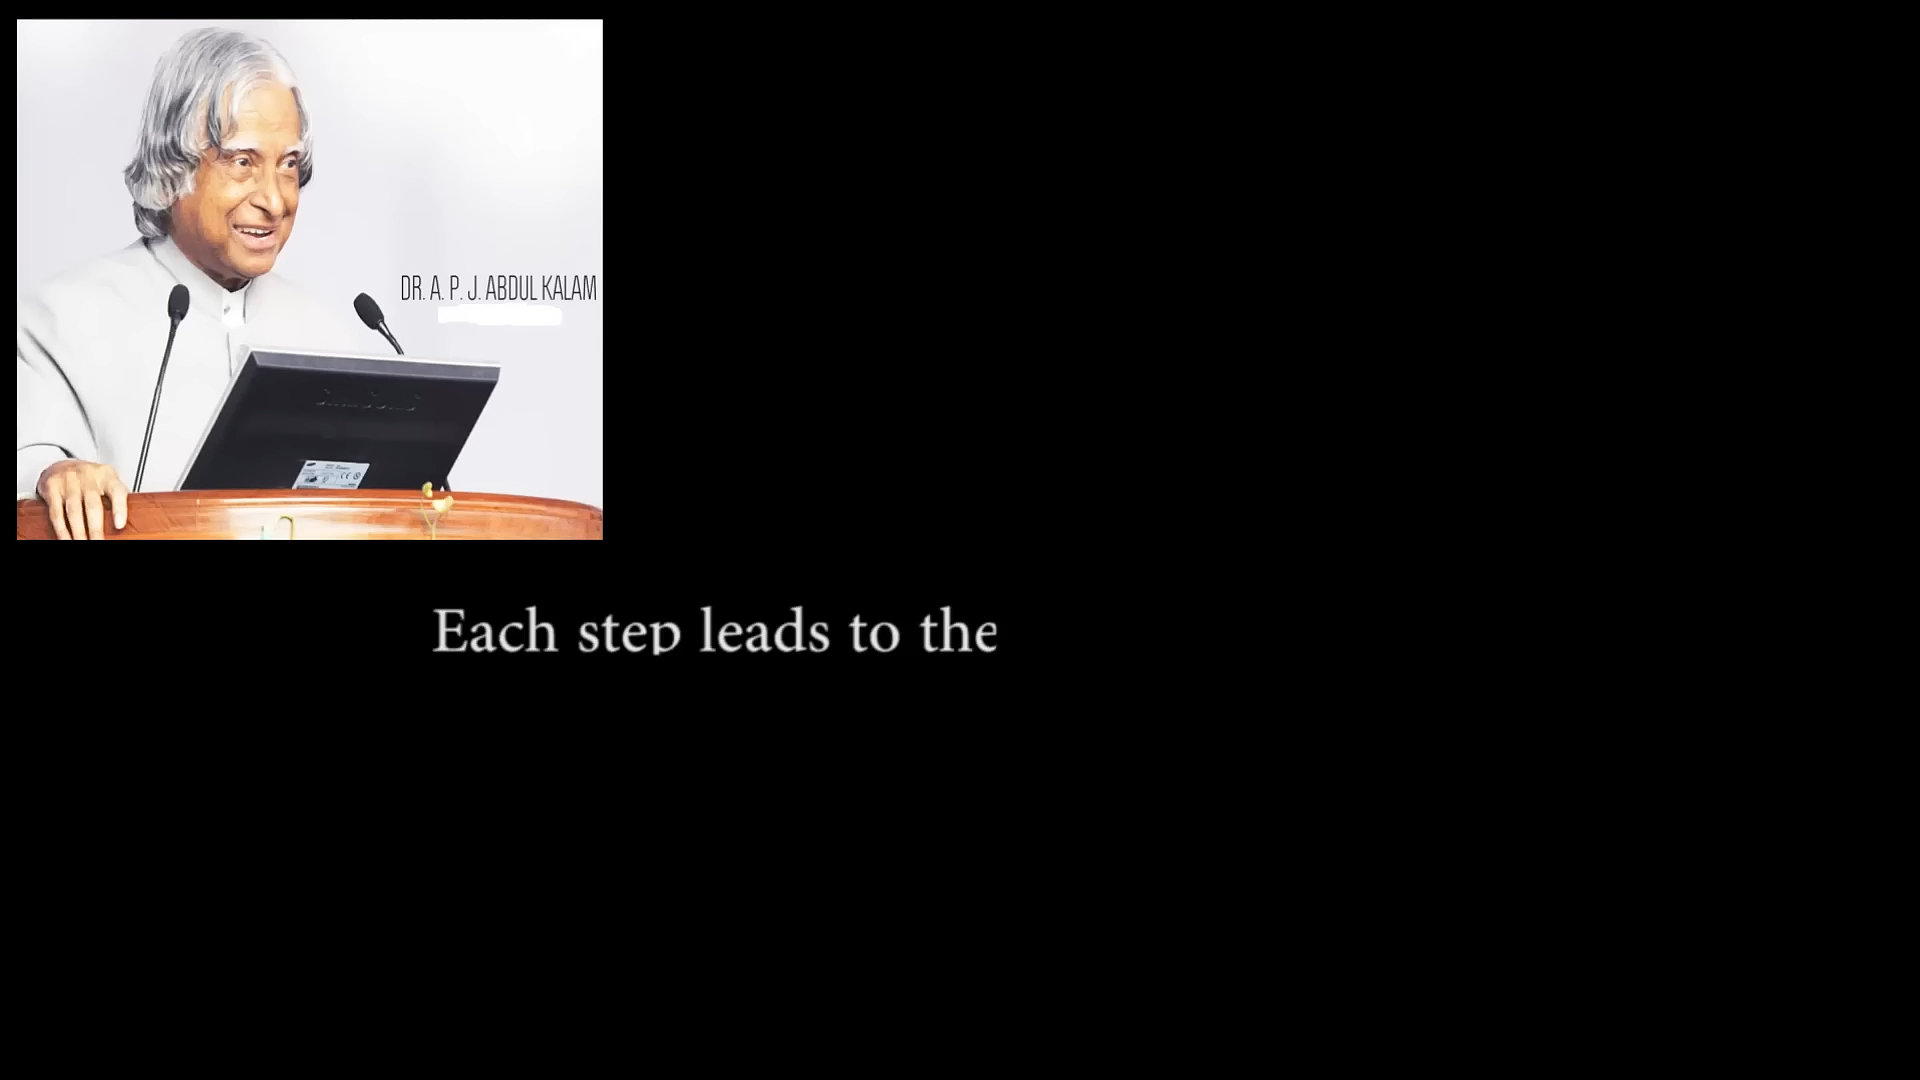 DR. A. P. J. ABDUL KALAM
Each step leads to the